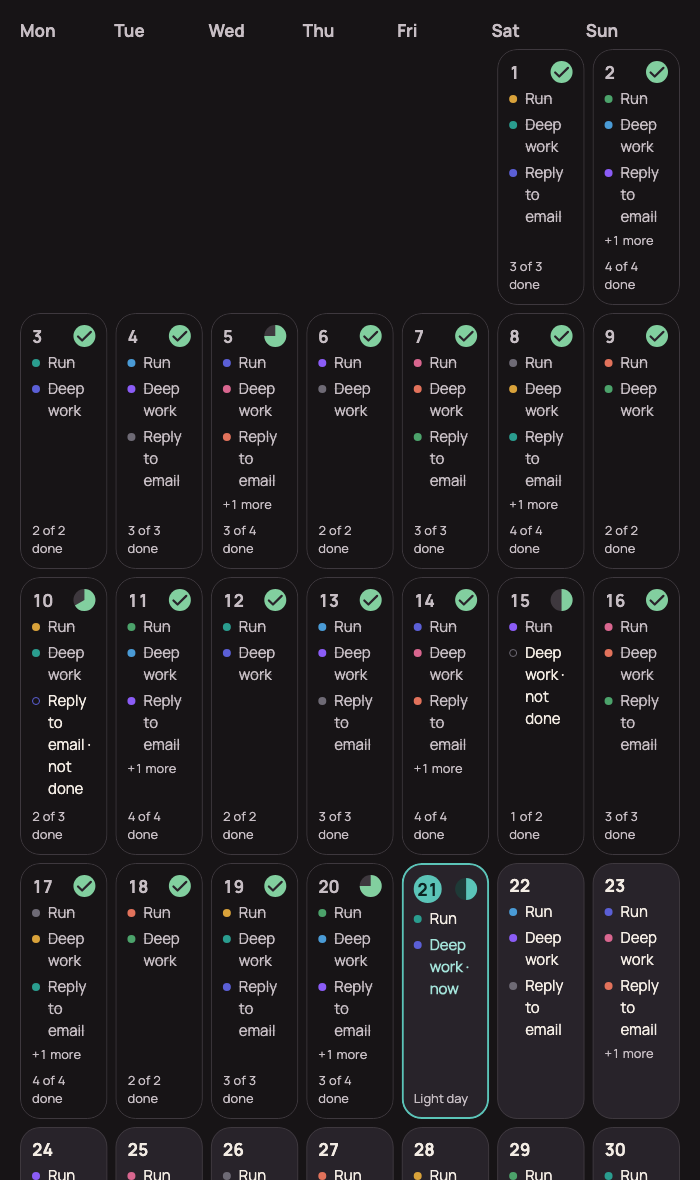 Mon Tue Wed Thu Fri Sat Sun
1
Run
Deep
work
Reply
to
email
3 of 3
done
2
Run
Deep
work
Reply
to
email
+1 more
4 of 4
done
3
Run
Deep
work
2 of 2
done
4
Run
Deep
work
Reply
to
email
3 of 3
done
5
Run
Deep
work
Reply
to
email
+1 more
3 of 4
done
6
Run
Deep
work
2 of 2
done
7
Run
Deep
work
Reply
to
email
3 of 3
done
8
Run
Deep
work
Reply
to
email
+1 more
4 of 4
done
9
Run
Deep
work
2 of 2
done
10
Run
Deep
work
Reply
to
email ·
not
done
2 of 3
done
11
Run
Deep
work
Reply
to
email
+1 more
4 of 4
done
12
Run
Deep
work
2 of 2
done
13
Run
Deep
work
Reply
to
email
3 of 3
done
14
Run
Deep
work
Reply
to
email
+1 more
4 of 4
done
15
Run
Deep
work ·
not
done
1 of 2
done
16
Run
Deep
work
Reply
to
email
3 of 3
done
17
Run
Deep
work
Reply
to
email
+1 more
4 of 4
done
18
Run
Deep
work
2 of 2
done
19
Run
Deep
work
Reply
to
email
3 of 3
done
20
Run
Deep
work
Reply
to
email
+1 more
3 of 4
done
21
Run
Deep
work ·
now
Light day
22
Run
Deep
work
Reply
to
email
23
Run
Deep
work
Reply
to
email
+1 more
24
Run
25
Run
26
Run
27
Run
28
Run
29
Run
30
Run